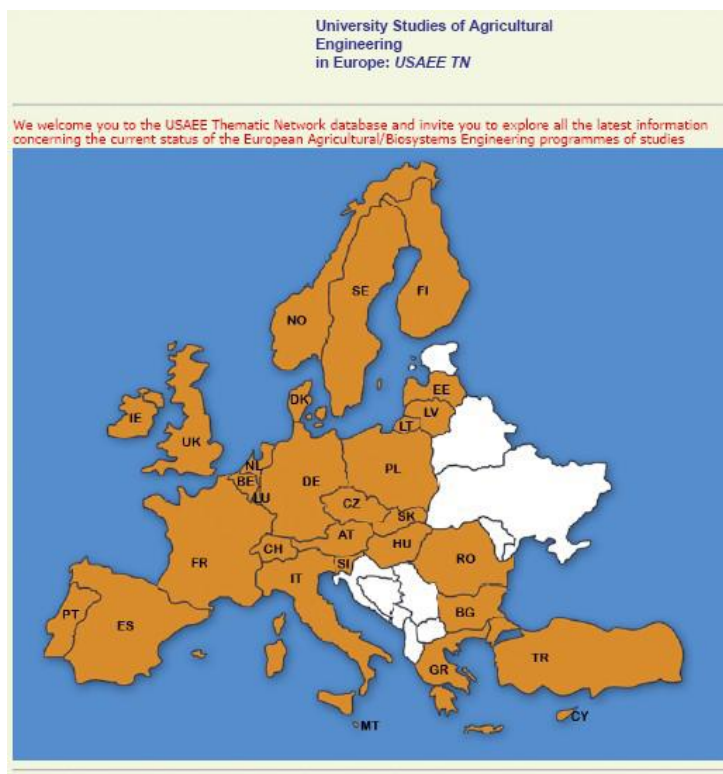 University Studies of Agricultural
Engineering
in Europe: USAEE TN
We welcome you to the USAEE Thematic Network database and invite you to explore all the latest information
concerning the current status of the European Agricultural/Biosystems Engineering programmes of studies
SE
FI
NO
DK
EE
LV
LT
IE
UK
NL
BE
LU
DE
PL
CZ
SK
AT
CH
HU
FR
SI
IT
RO
BG
PT
ES
GR
TR
MT
CY